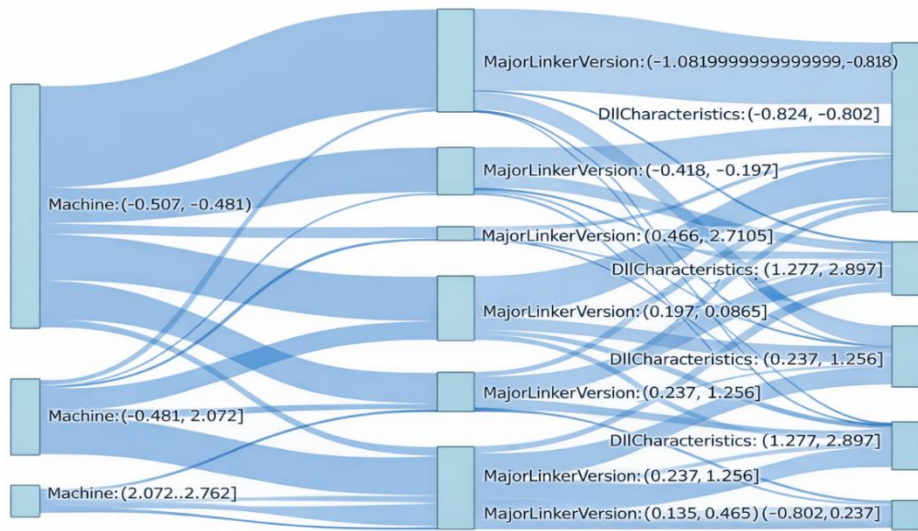 MajorLinkerVersion: (-1.0819999999999999,-0.818)
DllCharacteristics: (-0.824, -0.802]
MajorLinkerVersion: (-0.418, -0.197]
Machine: (-0.507, -0.481)
MajorLinkerVersion: (0.466, 2.7105]
DllCharacteristics: (1.277, 2.897]
MajorLinkerVersion: (0.197, 0.0865]
DllCharacteristics: (0.237, 1.256]
MajorLinkerVersion: (0.237, 1.256]
Machine: (-0.481, 2.072]
DllCharacteristics: (1.277, 2.897]
MajorLinkerVersion: (0.237, 1.256]
Machine: (2.072..2.762]
MajorLinkerVersion: (0.135, 0.465) (-0.802,0.237]